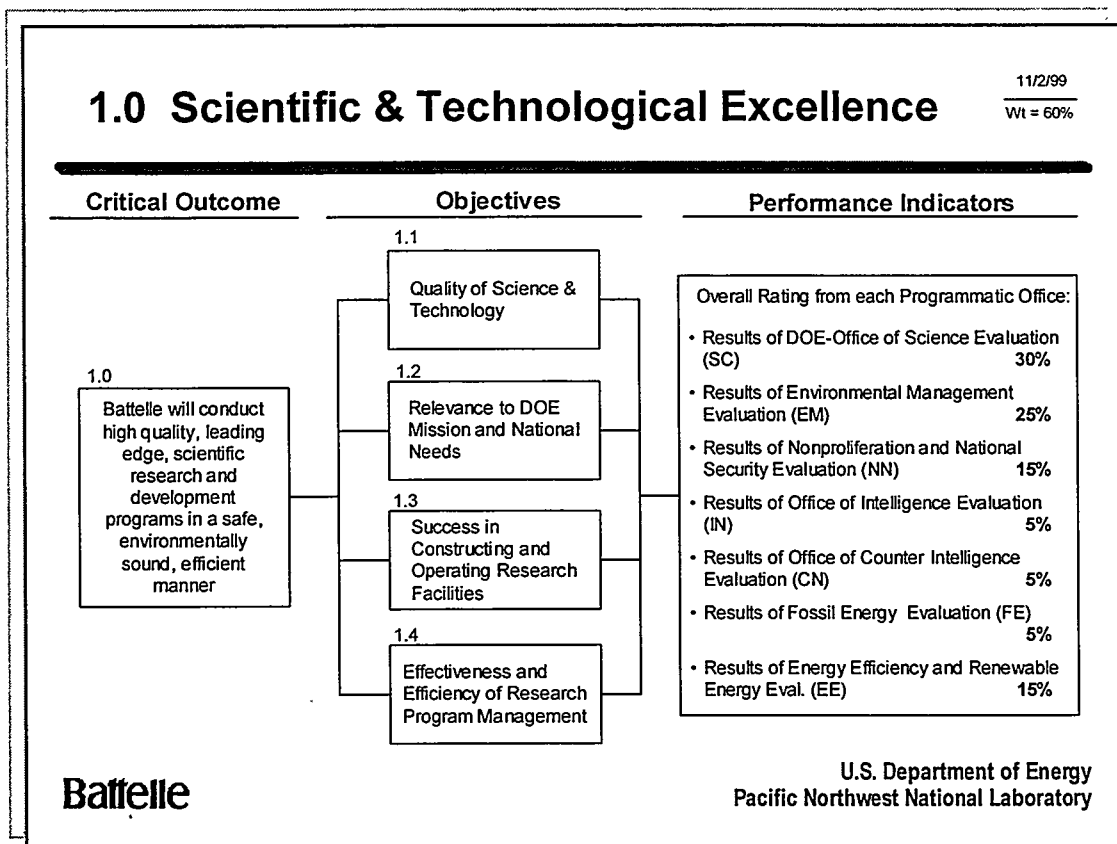 11/2/99
1.0 Scientific & Technological Excellence
Wt = 60%
Critical Outcome
Objectives
Performance Indicators
1.0
Battelle will conduct
high quality, leading
edge, scientific
research and
development
programs in a safe,
environmentally
sound, efficient
manner
1.1
Quality of Science &
Technology
1.2
Relevance to DOE
Mission and National
Needs
1.3
Success in
Constructing and
Operating Research
Facilities
1.4
Effectiveness and
Efficiency of Research
Program Management
Overall Rating from each Programmatic Office:
• Results of DOE-Office of Science Evaluation
(SC) 30%
• Results of Environmental Management
Evaluation (EM) 25%
• Results of Nonproliferation and National
Security Evaluation (NN) 15%
• Results of Office of Intelligence Evaluation
(IN) 5%
• Results of Office of Counter Intelligence
Evaluation (CN) 5%
• Results of Fossil Energy Evaluation (FE)
5%
• Results of Energy Efficiency and Renewable
Energy Eval. (EE) 15%
Battelle
U.S. Department of Energy
Pacific Northwest National Laboratory